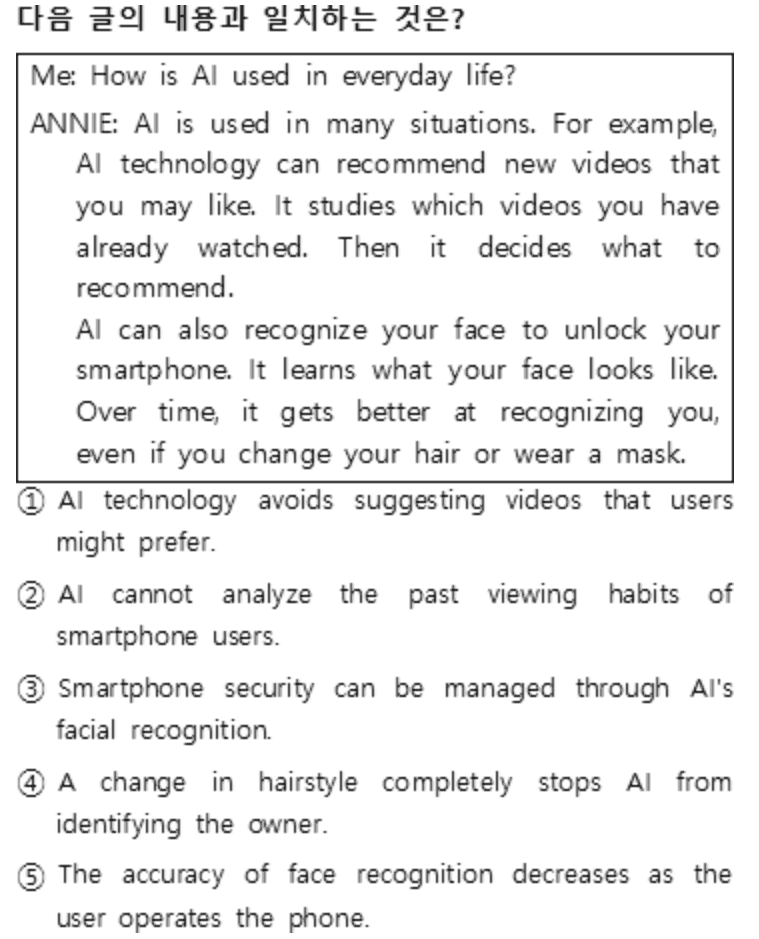 다음 글의 내용과 일치하는 것은?
Me: How is AI used in everyday life?
ANNIE: AI is used in many situations. For example,
AI technology can recommend new videos that
you may like. It studies which videos you have
already watched. Then it decides what to
recommend.
AI can also recognize your face to unlock your
smartphone. It learns what your face looks like.
Over time, it gets better at recognizing you,
even if you change your hair or wear a mask.
① AI technology avoids suggesting videos that users
might prefer.
② AI cannot analyze the past viewing habits of
smartphone users.
③ Smartphone security can be managed through AI's
facial recognition.
④ A change in hairstyle completely stops AI from
identifying the owner.
⑤ The accuracy of face recognition decreases as the
user operates the phone.